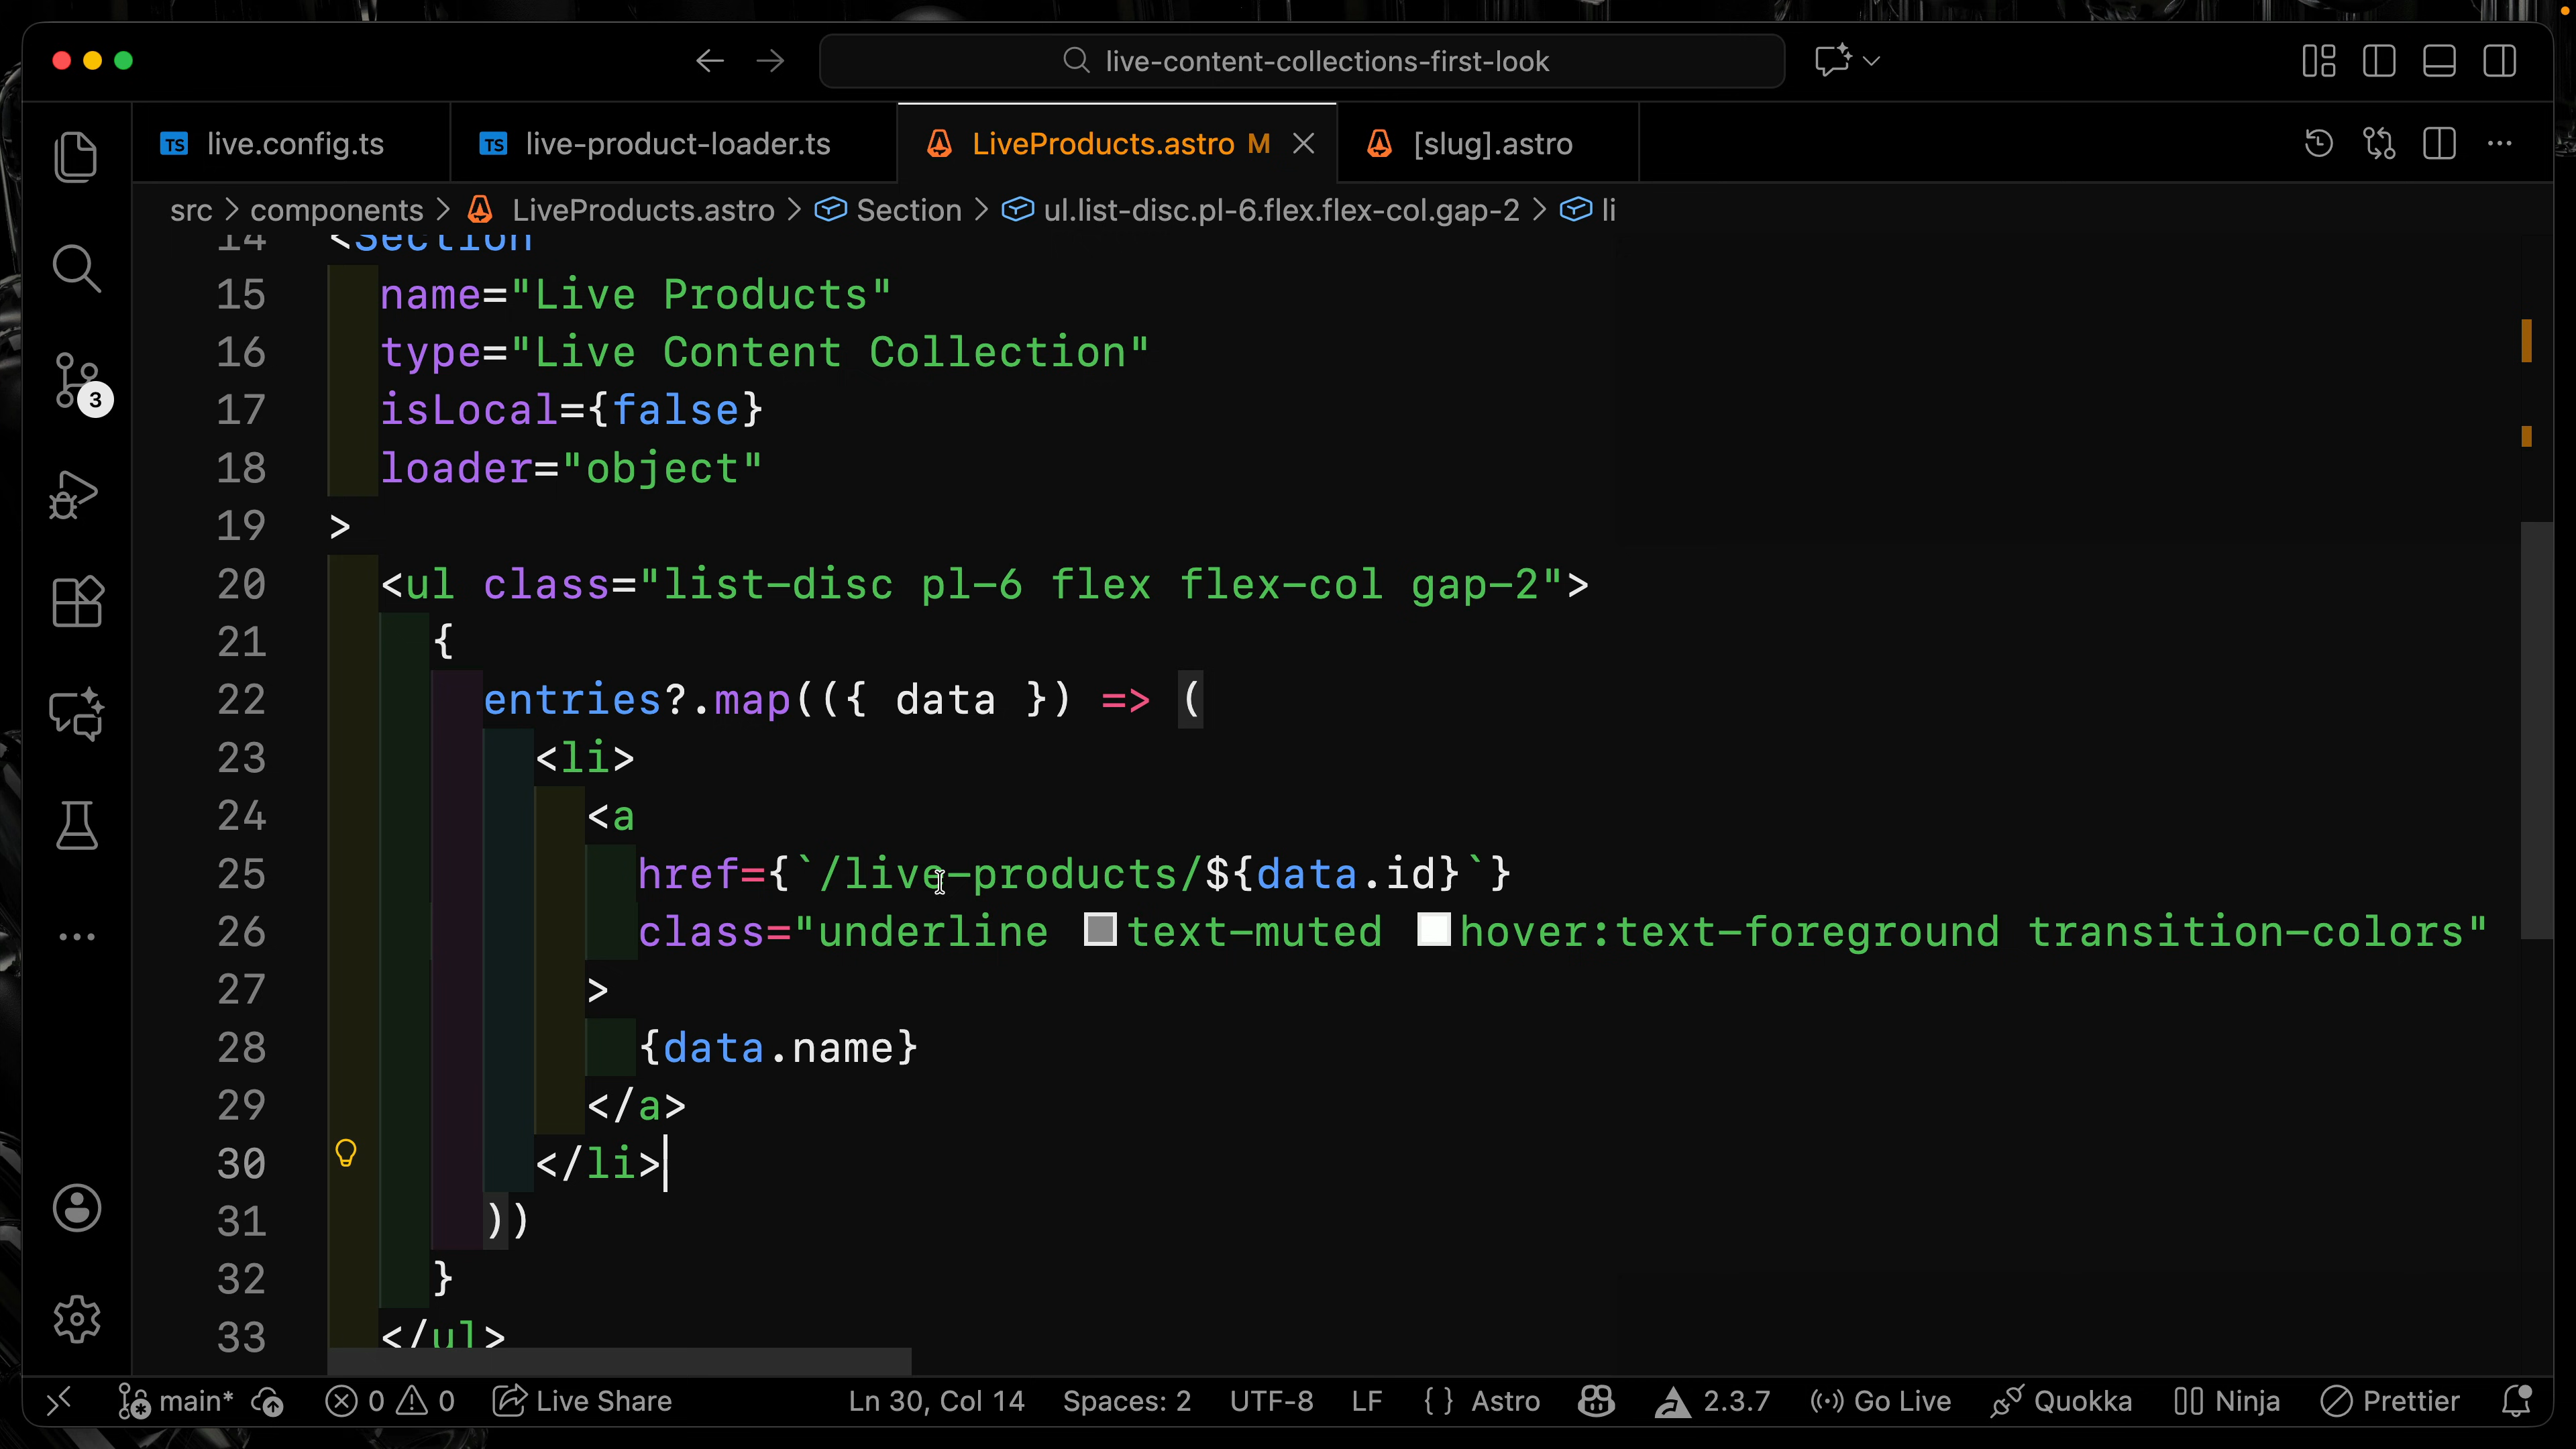 live-content-collections-first-look
TS live.config.ts
TS live-product-loader.ts
LiveProducts.astro M
[slug].astro
src > components > LiveProducts.astro > Section > ul.list-disc.pl-6.flex.flex-col.gap-2 > li
14 <Section
15 name="Live Products"
16 type="Live Content Collection"
17 isLocal={false}
18 loader="object"
19 >
20 <ul class="list-disc pl-6 flex flex-col gap-2">
21 {
22 entries?.map(({ data }) => (
23 <li>
24 <a
25 href={`/live-products/${data.id}`}
26 class="underline text-muted hover:text-foreground transition-colors"
27 >
28 {data.name}
29 </a>
30 </li>
31 ))
32 }
33 </ul>
3
main* 0 0 Live Share Ln 30, Col 14 Spaces: 2 UTF-8 LF { } Astro 2.3.7 Go Live Quokka Ninja Prettier